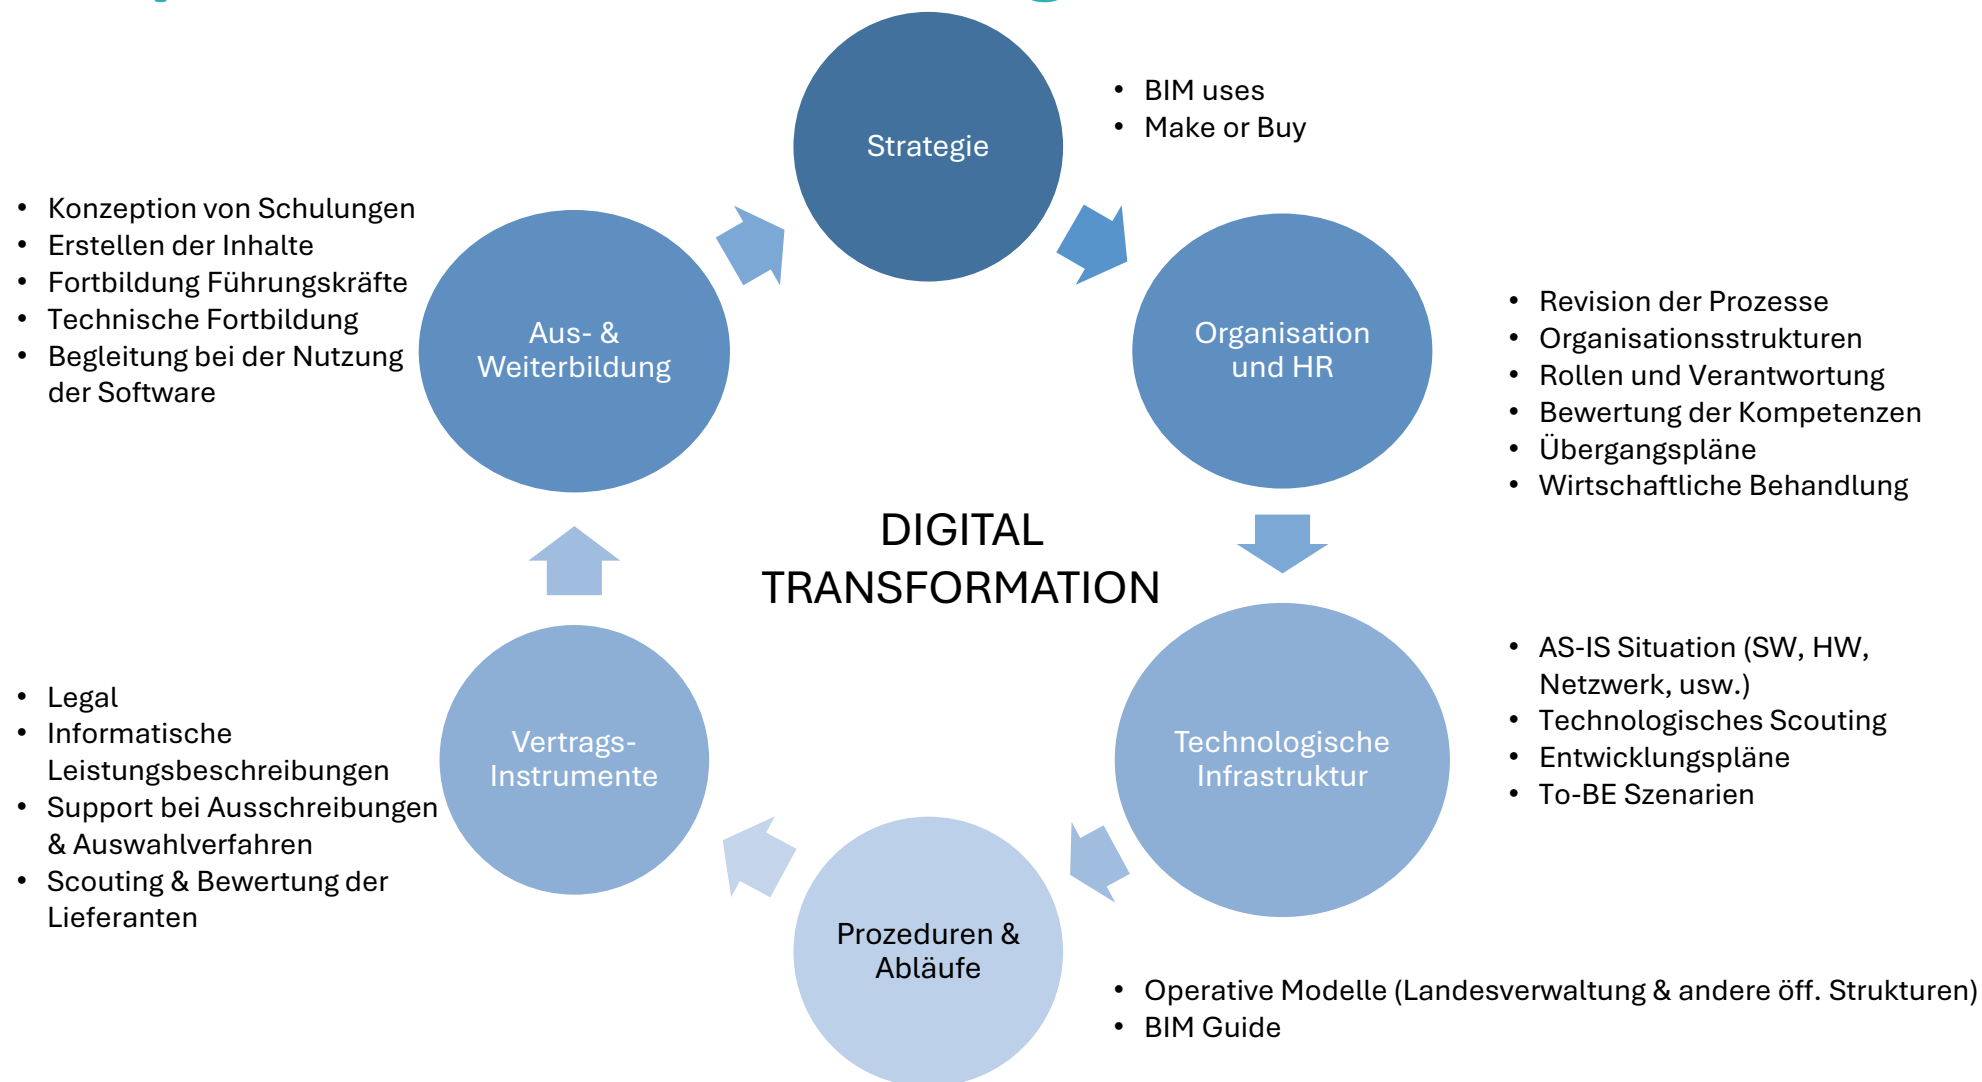 Strategie
• BIM uses
• Make or Buy
Organisation
und HR
• Revision der Prozesse
• Organisationsstrukturen
• Rollen und Verantwortung
• Bewertung der Kompetenzen
• Übergangspläne
• Wirtschaftliche Behandlung
Technologische
Infrastruktur
• AS-IS Situation (SW, HW,
Netzwerk, usw.)
• Technologisches Scouting
• Entwicklungspläne
• To-BE Szenarien
Prozeduren &
Abläufe
• Operative Modelle (Landesverwaltung & andere öff. Strukturen)
• BIM Guide
Vertrags-
Instrumente
• Legal
• Informatische
Leistungsbeschreibungen
• Support bei Ausschreibungen
& Auswahlverfahren
• Scouting & Bewertung der
Lieferanten
Aus- &
Weiterbildung
• Konzeption von Schulungen
• Erstellen der Inhalte
• Fortbildung Führungskräfte
• Technische Fortbildung
• Begleitung bei der Nutzung
der Software
DIGITAL
TRANSFORMATION